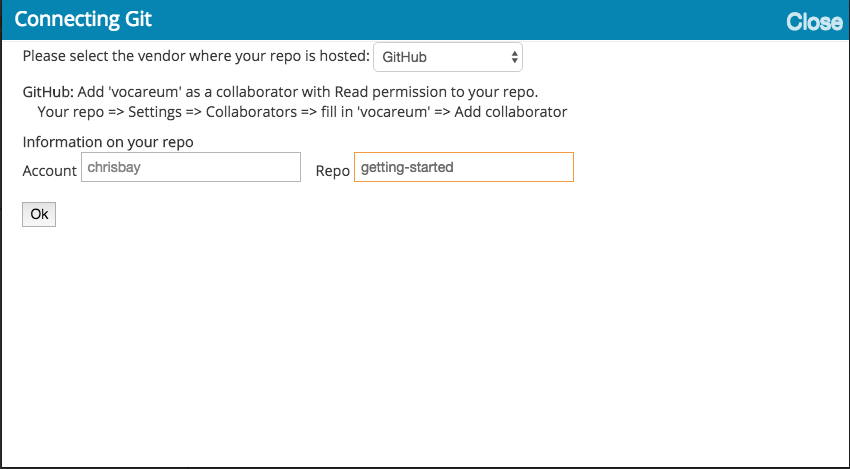 Connecting Git
Close
Please select the vendor where your repo is hosted: GitHub
GitHub: Add 'vocareum' as a collaborator with Read permission to your repo.
Your repo => Settings => Collaborators => fill in 'vocareum' => Add collaborator
Information on your repo
Account chrisbay Repo getting-started
Ok